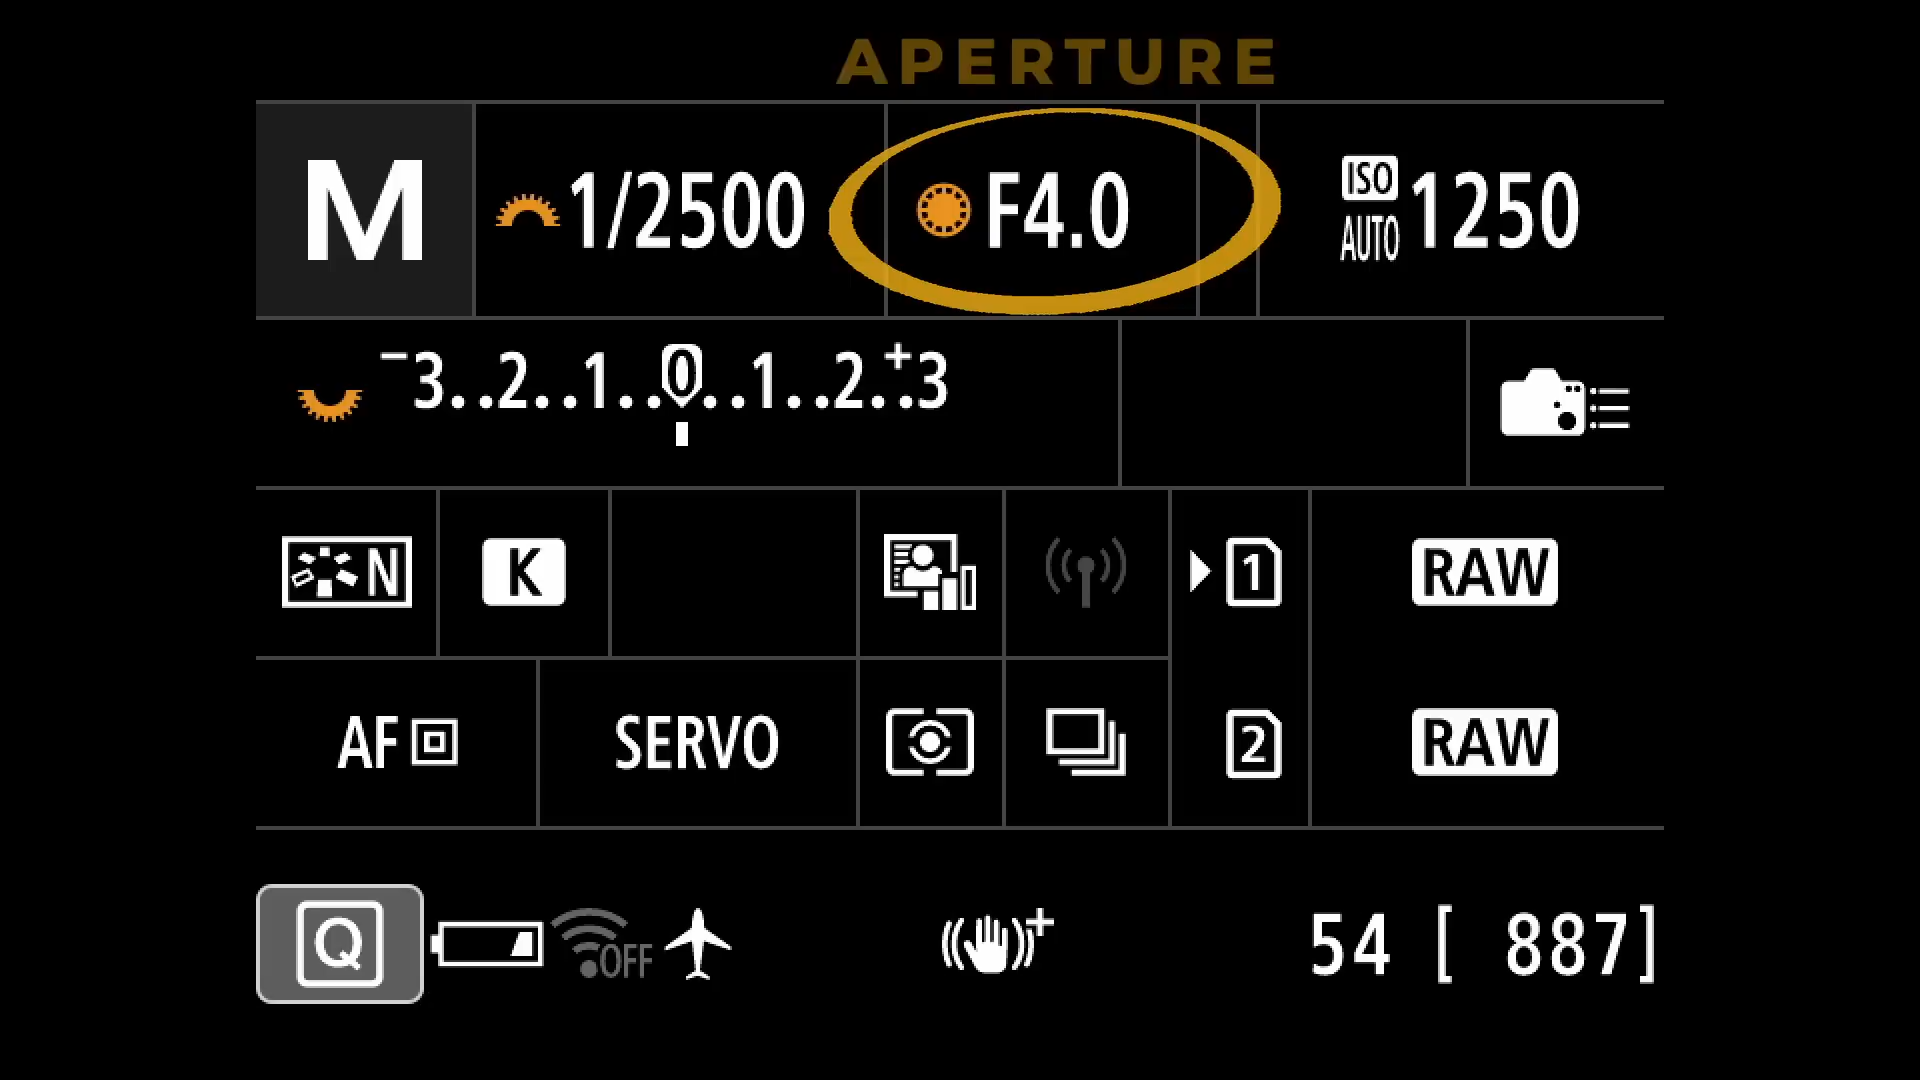 APERTURE
M 1/2500 F4.0 ISO AUTO 1250
-3..2..1..0..1..2..+3
N K 1 RAW
AF SERVO 2 RAW
Q OFF 54 [ 887]